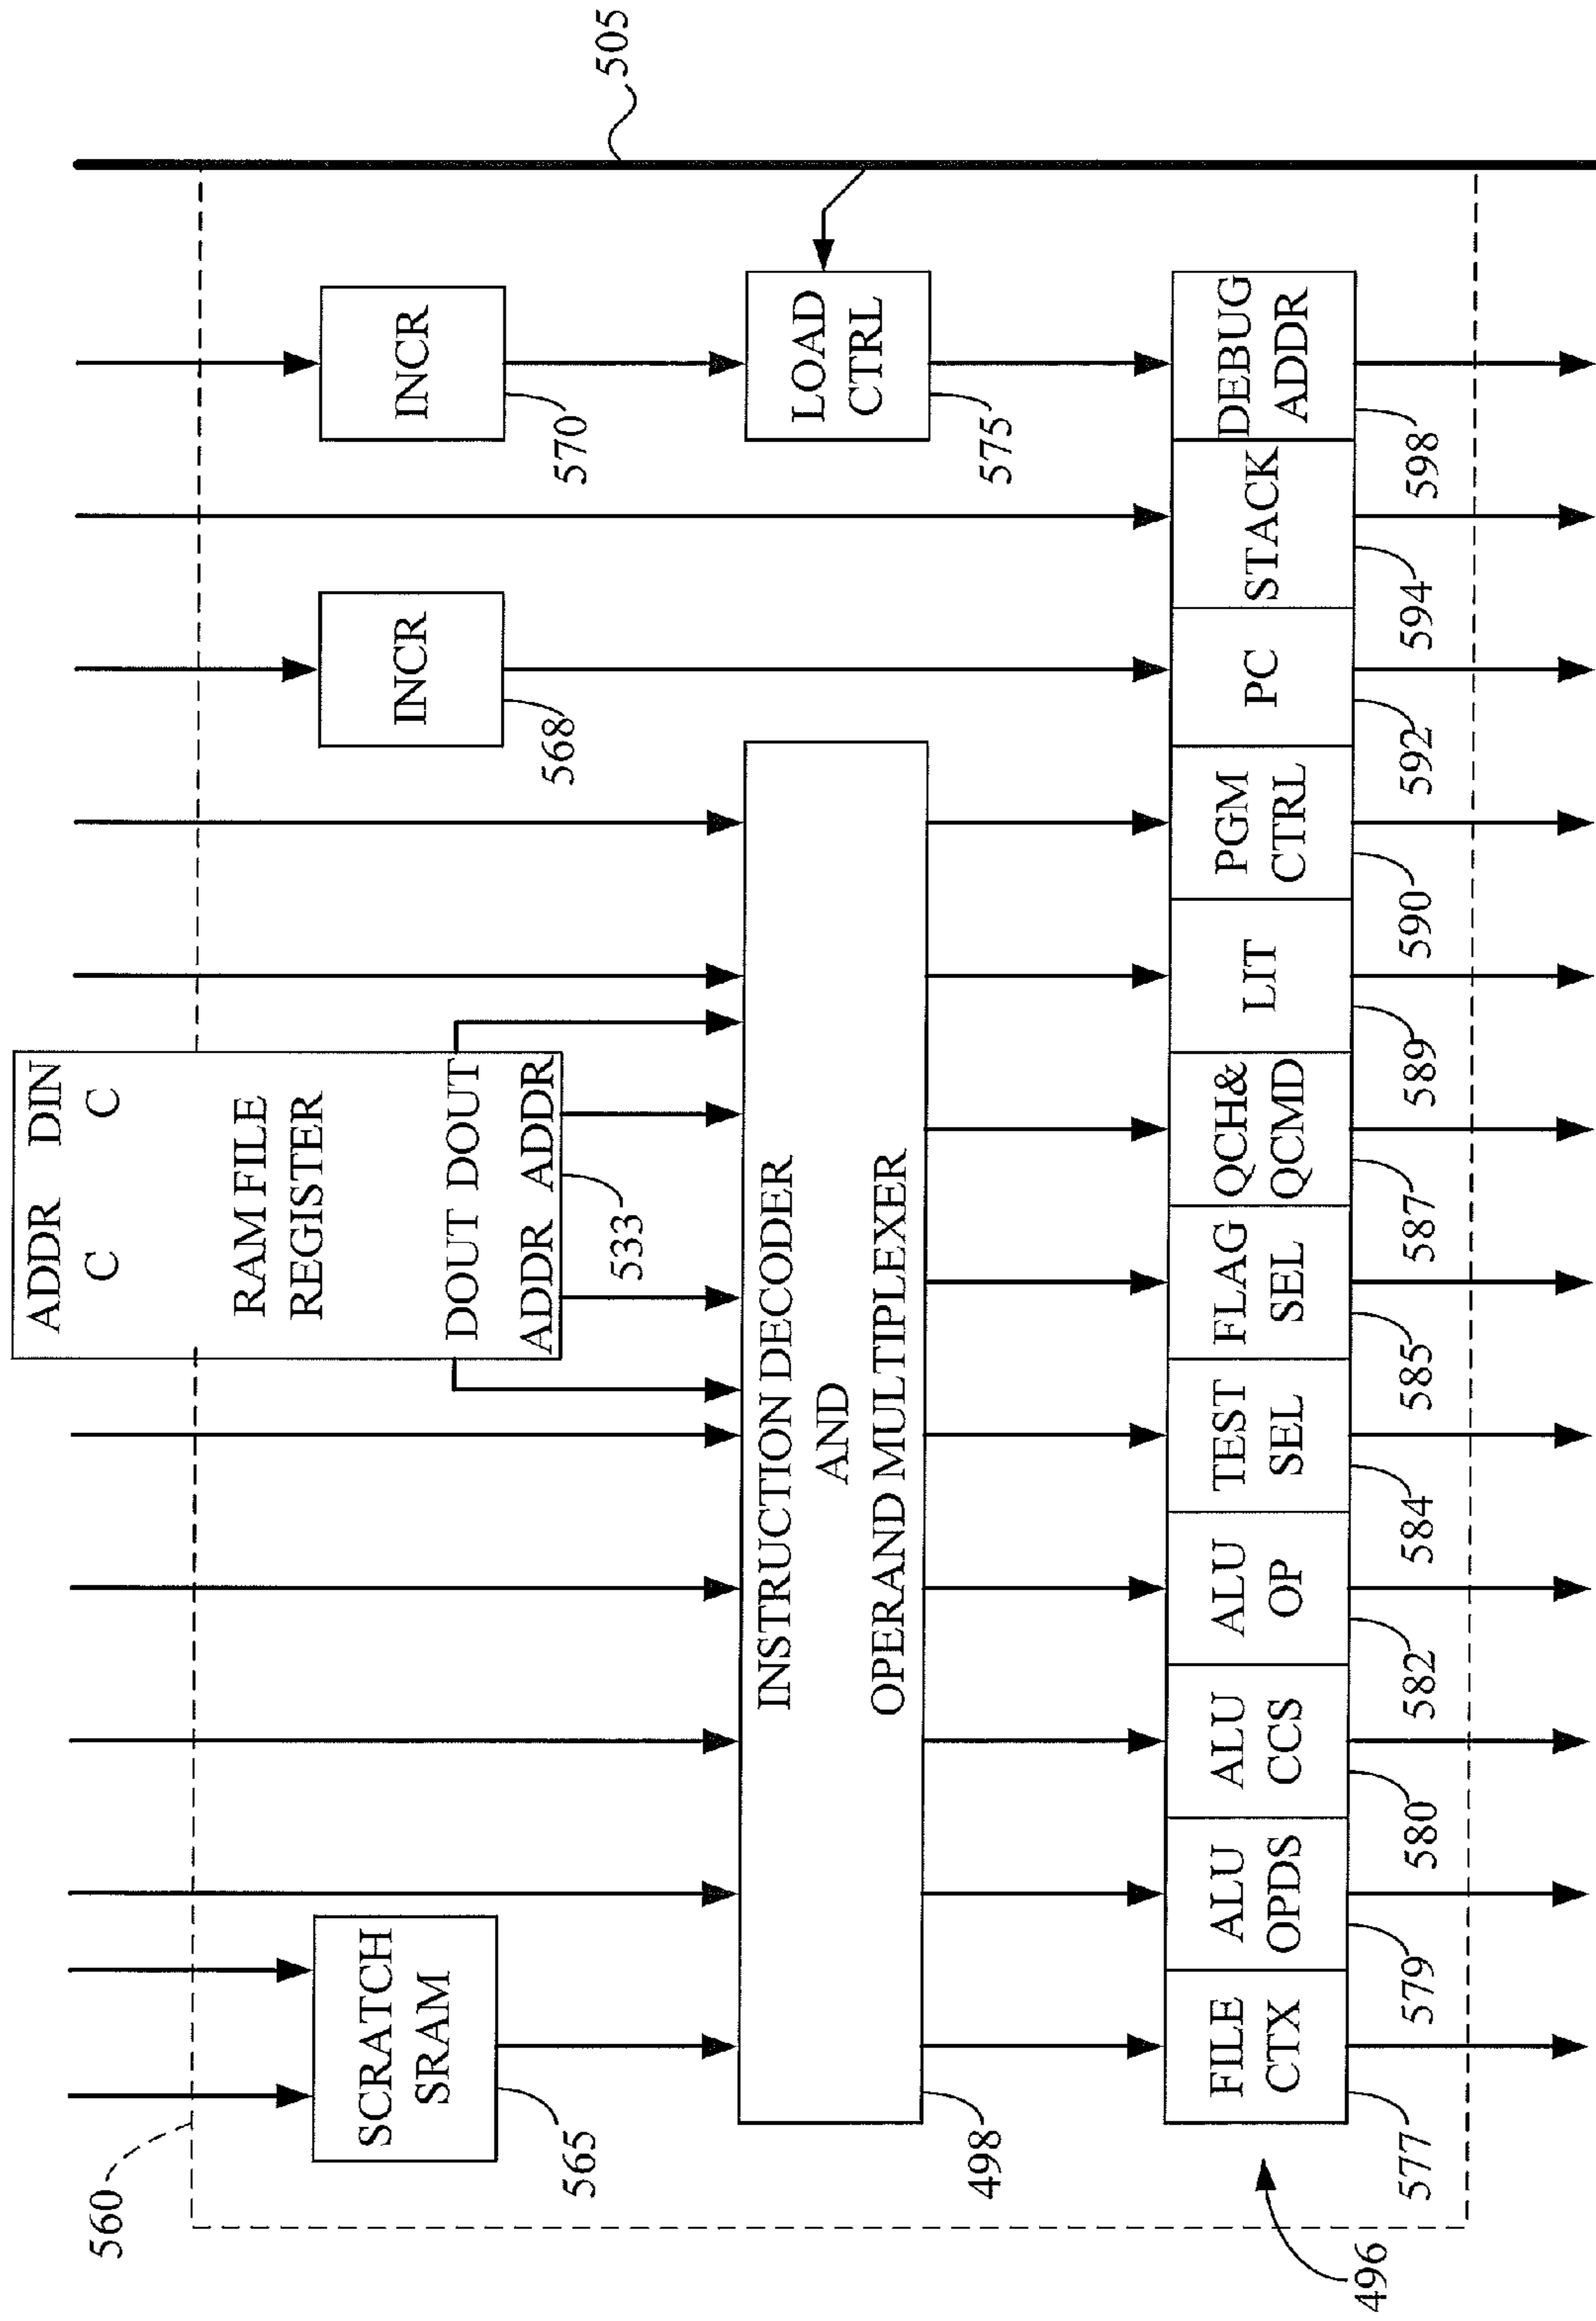 560
ADDR DIN
C C
RAM FILE
REGISTER
DOUT DOUT
ADDR ADDR
533
505
SCRATCH
SRAM
565
INCR
568
INCR
570
INSTRUCTION DECODER
AND
OPERAND MULTIPLEXER
498
LOAD
CTRL
575
496
FILE
CTX
577
ALU
OPDS
579
ALU
CCS
580
ALU
OP
582
TEST
SEL
584
FLAG
SEL
585
QCH&
QCMD
587
LIT
589
PGM
CTRL
590
PC
592
STACK
594
DEBUG
ADDR
598